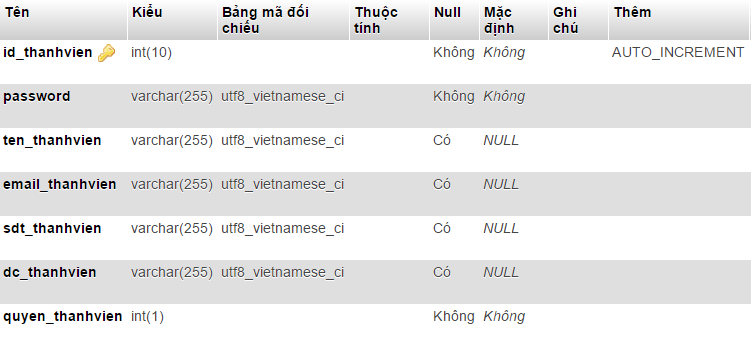 Tên Kiểu Bảng mã đối chiếu Thuộc tính Null Mặc định Ghi chú Thêm
id_thanhvien int(10) Không Không AUTO_INCREMENT
password varchar(255) utf8_vietnamese_ci Không Không
ten_thanhvien varchar(255) utf8_vietnamese_ci Có NULL
email_thanhvien varchar(255) utf8_vietnamese_ci Có NULL
sdt_thanhvien varchar(255) utf8_vietnamese_ci Có NULL
dc_thanhvien varchar(255) utf8_vietnamese_ci Có NULL
quyen_thanhvien int(1) Không Không